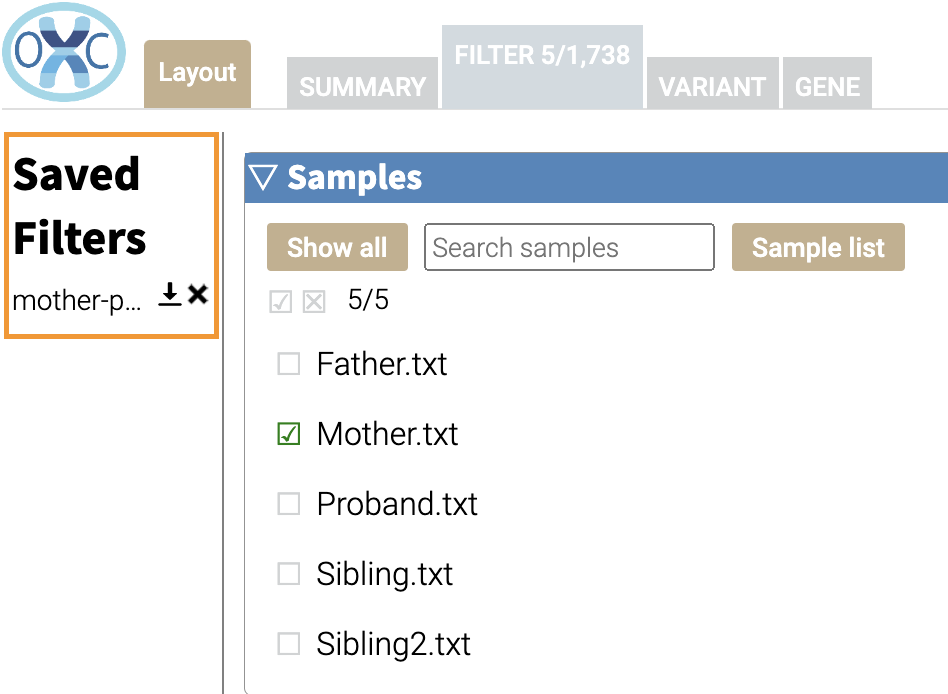 OXC
Layout
SUMMARY
FILTER 5/1,738
VARIANT
GENE
Saved
Filters
mother-p...
Samples
Show all
Search samples
Sample list
5/5
Father.txt
Mother.txt
Proband.txt
Sibling.txt
Sibling2.txt